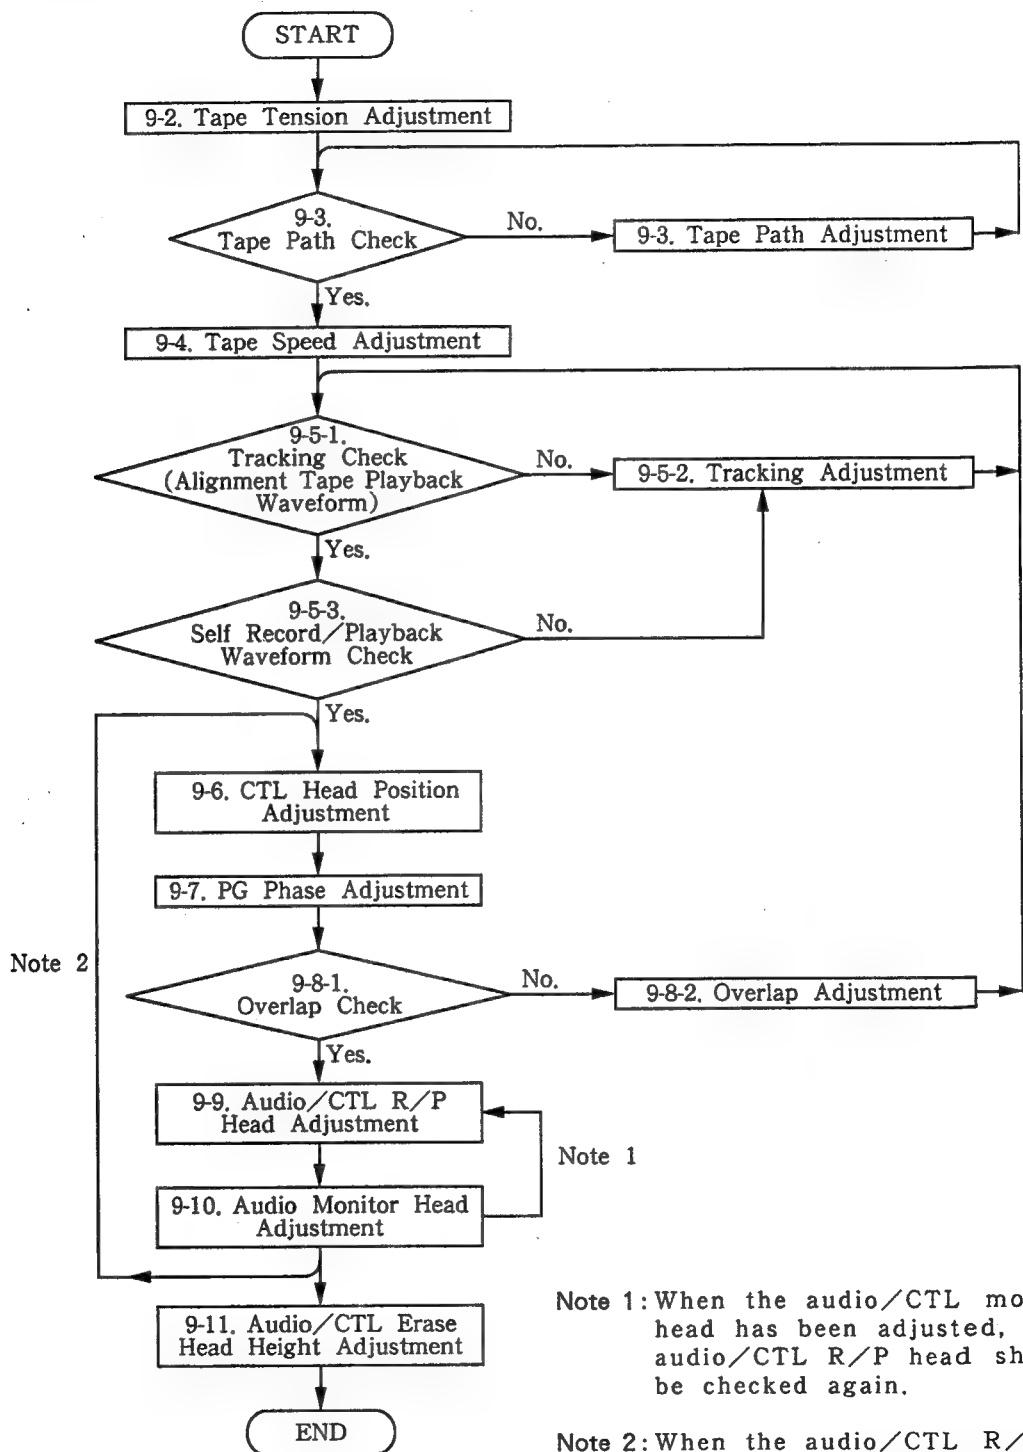 START
9-2. Tape Tension Adjustment
9-3.
Tape Path Check
No.
9-3. Tape Path Adjustment
Yes.
9-4. Tape Speed Adjustment
9-5-1.
Tracking Check
(Alignment Tape Playback
Waveform)
No.
9-5-2. Tracking Adjustment
Yes.
9-5-3.
Self Record/Playback
Waveform Check
No.
Yes.
9-6. CTL Head Position
Adjustment
9-7. PG Phase Adjustment
Note 2
9-8-1.
Overlap Check
No.
9-8-2. Overlap Adjustment
Yes.
9-9. Audio/CTL R/P
Head Adjustment
Note 1
9-10. Audio Monitor Head
Adjustment
9-11. Audio/CTL Erase
Head Height Adjustment
END
Note 1: When the audio/CTL
head has been adjusted,
audio/CTL R/P head
be checked again.
Note 2: When the audio/CTL R/